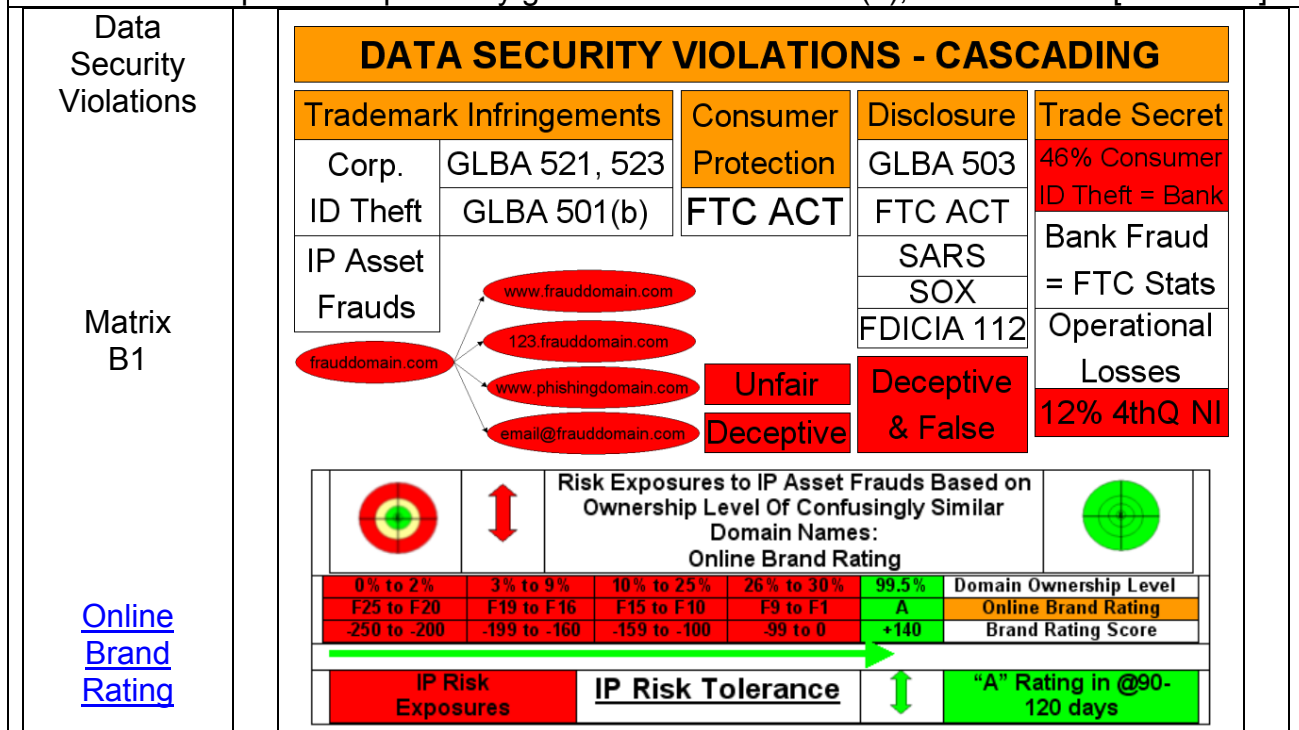 Data
Security
Violations
Matrix
B1
Online
Brand
Rating
DATA SECURITY VIOLATIONS - CASCADING
Trademark Infringements
Corp.
ID Theft
GLBA 521, 523
GLBA 501(b)
IP Asset
Frauds
Consumer
Protection
FTC ACT
Disclosure
GLBA 503
FTC ACT
SARS
SOX
FDICIA 112
Trade Secret
46% Consumer
ID Theft = Bank
Bank Fraud
= FTC Stats
Operational
Losses
12% 4thQ NI
frauddomain.com
www.frauddomain.com
123.frauddomain.com
www.phishingdomain.com
email@frauddomain.com
Unfair
Deceptive
Deceptive
& False
Risk Exposures to IP Asset Frauds Based on
Ownership Level Of Confusingly Similar
Domain Names:
Online Brand Rating
0% to 2% 3% to 9% 10% to 25% 26% to 30% 99.5% Domain Ownership Level
F25 to F20 F19 to F16 F15 to F10 F9 to F1 A Online Brand Rating
-250 to -200 -199 to -160 -159 to -100 -99 to 0 +140 Brand Rating Score
IP Risk
Exposures
IP Risk Tolerance
"A" Rating in @90-
120 days